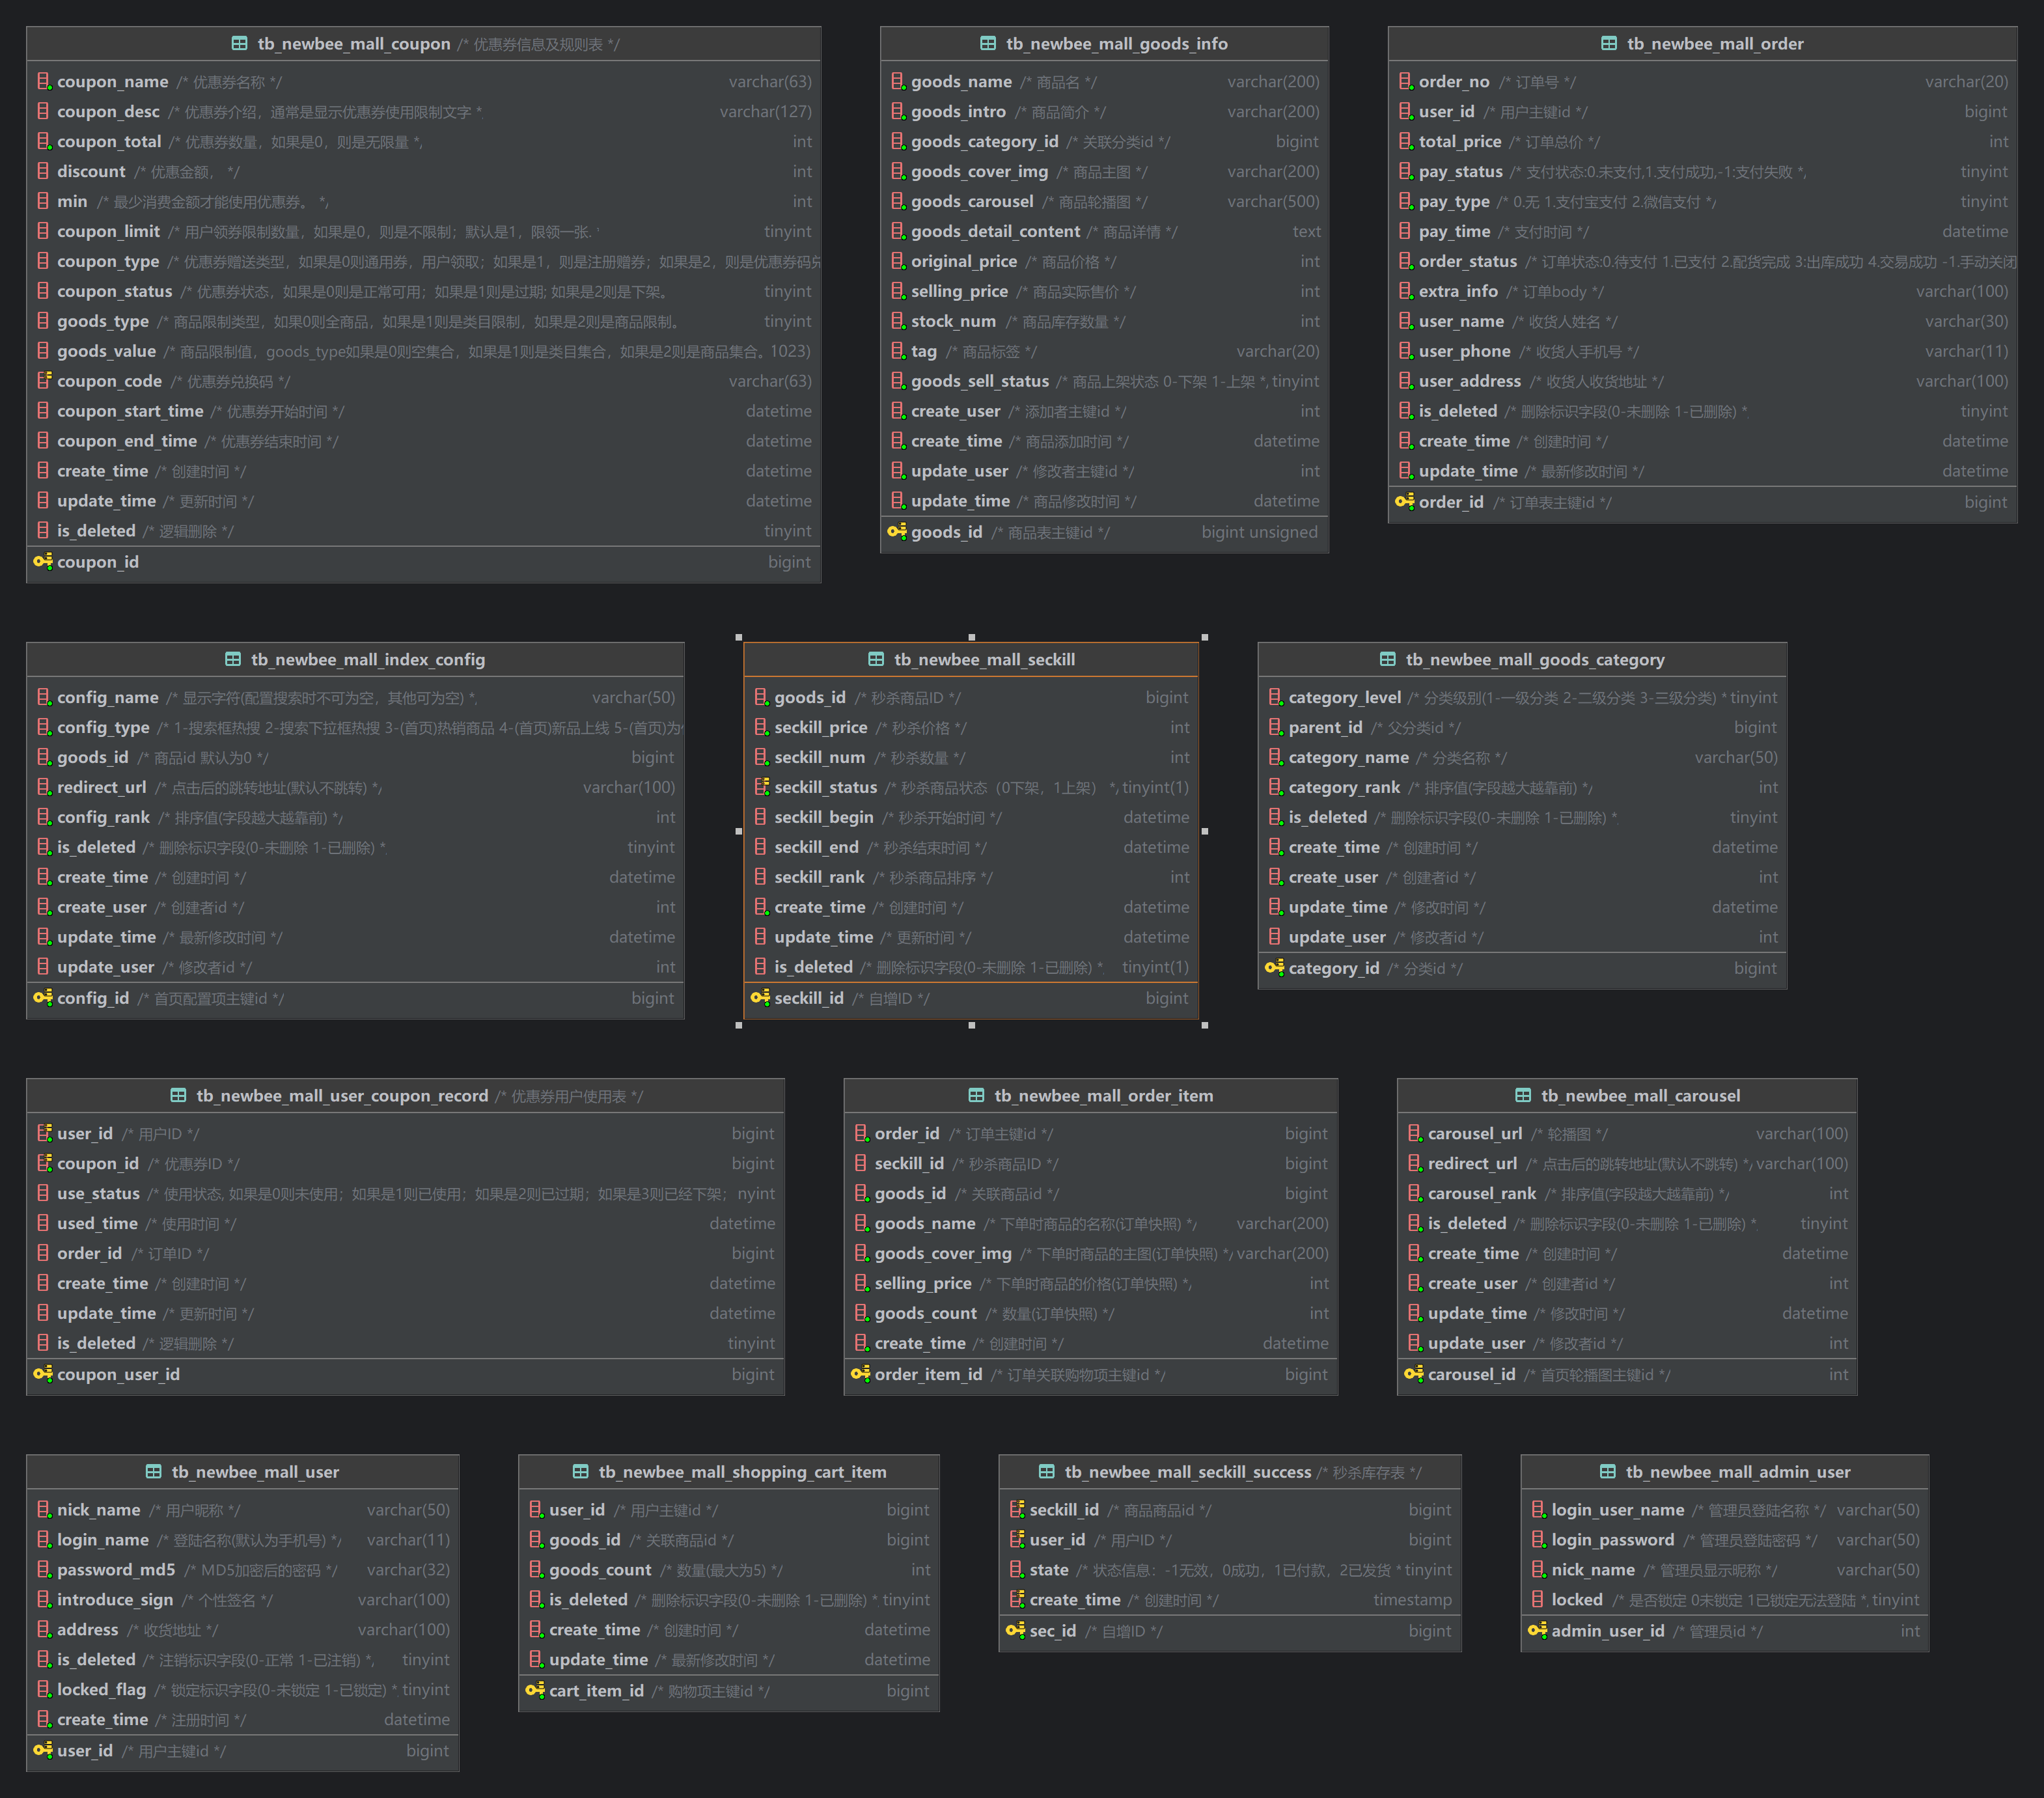 tb_newbee_mall_coupon /* 优惠券信息及规则表 */
coupon_name /* 优惠券名称 */ varchar(63)
coupon_desc /* 优惠券介绍，通常是显示优惠券使用限制文字 * varchar(127)
coupon_total /* 优惠券数量，如果是0，则是无限量 */ int
discount /* 优惠金额， */ int
min /* 最少消费金额才能使用优惠券。 */ int
coupon_limit /* 用户领券限制数量，如果是0，则是不限制；默认是1，限领一张. tinyint
coupon_type /* 优惠券赠送类型，如果是0则通用券，用户领取；如果是1，则是注册赠券；如果是2，则是优惠券码
coupon_status /* 优惠券状态，如果是0则是正常可用；如果是1则是过期; 如果是2则是下架。 tinyint
goods_type /* 商品限制类型，如果0则全商品，如果是1则是类目限制，如果是2则是商品限制。 tinyint
goods_value /* 商品限制值，goods_type如果是0则空集合，如果是1则是类目集合，如果是2则是商品集合。 1023)
coupon_code /* 优惠券兑换码 */ varchar(63)
coupon_start_time /* 优惠券开始时间 */ datetime
coupon_end_time /* 优惠券结束时间 */ datetime
create_time /* 创建时间 */ datetime
update_time /* 更新时间 */ datetime
is_deleted /* 逻辑删除 */ tinyint
coupon_id bigint
tb_newbee_mall_goods_info
goods_name /* 商品名 */ varchar(200)
goods_intro /* 商品简介 */ varchar(200)
goods_category_id /* 关联分类id */ bigint
goods_cover_img /* 商品主图 */ varchar(200)
goods_carousel /* 商品轮播图 */ varchar(500)
goods_detail_content /* 商品详情 */ text
original_price /* 商品价格 */ int
selling_price /* 商品实际售价 */ int
stock_num /* 商品库存数量 */ int
tag /* 商品标签 */ varchar(20)
goods_sell_status /* 商品上架状态 0-下架 1-上架 */ tinyint
create_user /* 添加者主键id */ int
create_time /* 商品添加时间 */ datetime
update_user /* 修改者主键id */ int
update_time /* 商品修改时间 */ datetime
goods_id /* 商品表主键id */ bigint unsigned
tb_newbee_mall_order
order_no /* 订单号 */ varchar(20)
user_id /* 用户主键id */ bigint
total_price /* 订单总价 */ int
pay_status /* 支付状态:0.未支付,1.支付成功,-1:支付失败 */ tinyint
pay_type /* 0.无 1.支付宝支付 2.微信支付 */ tinyint
pay_time /* 支付时间 */ datetime
order_status /* 订单状态:0.待支付 1.已支付 2.配货完成 3:出库成功 4.交易成功 -1.手动关闭
extra_info /* 订单body */ varchar(100)
user_name /* 收货人姓名 */ varchar(30)
user_phone /* 收货人手机号 */ varchar(11)
user_address /* 收货人收货地址 */ varchar(100)
is_deleted /* 删除标识字段(0-未删除 1-已删除) * tinyint
create_time /* 创建时间 */ datetime
update_time /* 最新修改时间 */ datetime
order_id /* 订单表主键id */ bigint
tb_newbee_mall_index_config
config_name /* 显示字符(配置搜索时不可为空，其他可为空) * varchar(50)
config_type /* 1-搜索框热搜 2-搜索下拉框热搜 3-(首页)热销商品 4-(首页)新品上线 5-(首页)为
goods_id /* 商品id 默认为0 */ bigint
redirect_url /* 点击后的跳转地址(默认不跳转) */ varchar(100)
config_rank /* 排序值(字段越大越靠前) */ int
is_deleted /* 删除标识字段(0-未删除 1-已删除) * tinyint
create_time /* 创建时间 */ datetime
create_user /* 创建者id */ int
update_time /* 最新修改时间 */ datetime
update_user /* 修改者id */ int
config_id /* 首页配置项主键id */ bigint
tb_newbee_mall_seckill
goods_id /* 秒杀商品ID */ bigint
seckill_price /* 秒杀价格 */ int
seckill_num /* 秒杀数量 */ int
seckill_status /* 秒杀商品状态（0下架，1上架） */ tinyint(1)
seckill_begin /* 秒杀开始时间 */ datetime
seckill_end /* 秒杀结束时间 */ datetime
seckill_rank /* 秒杀商品排序 */ int
create_time /* 创建时间 */ datetime
update_time /* 更新时间 */ datetime
is_deleted /* 删除标识字段(0-未删除 1-已删除) * tinyint(1)
seckill_id /* 自增ID */ bigint
tb_newbee_mall_goods_category
category_level /* 分类级别(1-一级分类 2-二级分类 3-三级分类) * tinyint
parent_id /* 父分类id */ bigint
category_name /* 分类名称 */ varchar(50)
category_rank /* 排序值(字段越大越靠前) */ int
is_deleted /* 删除标识字段(0-未删除 1-已删除) * tinyint
create_time /* 创建时间 */ datetime
create_user /* 创建者id */ int
update_time /* 修改时间 */ datetime
update_user /* 修改者id */ int
category_id /* 分类id */ bigint
tb_newbee_mall_user_coupon_record /* 优惠券用户使用表 */
user_id /* 用户ID */ bigint
coupon_id /* 优惠券ID */ bigint
use_status /* 使用状态, 如果是0则未使用；如果是1则已使用；如果是2则已过期；如果是3则已经下架； nyint
used_time /* 使用时间 */ datetime
order_id /* 订单ID */ bigint
create_time /* 创建时间 */ datetime
update_time /* 更新时间 */ datetime
is_deleted /* 逻辑删除 */ tinyint
coupon_user_id bigint
tb_newbee_mall_order_item
order_id /* 订单主键id */ bigint
seckill_id /* 秒杀商品ID */ bigint
goods_id /* 关联商品id */ bigint
goods_name /* 下单时商品的名称(订单快照) */ varchar(200)
goods_cover_img /* 下单时商品的主图(订单快照) */ varchar(200)
selling_price /* 下单时商品的价格(订单快照) */ int
goods_count /* 数量(订单快照) */ int
create_time /* 创建时间 */ datetime
order_item_id /* 订单关联购物项主键id */ bigint
tb_newbee_mall_carousel
carousel_url /* 轮播图 */ varchar(100)
redirect_url /* 点击后的跳转地址(默认不跳转) */ varchar(100)
carousel_rank /* 排序值(字段越大越靠前) */ int
is_deleted /* 删除标识字段(0-未删除 1-已删除) * tinyint
create_time /* 创建时间 */ datetime
create_user /* 创建者id */ int
update_time /* 修改时间 */ datetime
update_user /* 修改者id */ int
carousel_id /* 首页轮播图主键id */ int
tb_newbee_mall_user
nick_name /* 用户昵称 */ varchar(50)
login_name /* 登陆名称(默认为手机号) */ varchar(11)
password_md5 /* MD5加密后的密码 */ varchar(32)
introduce_sign /* 个性签名 */ varchar(100)
address /* 收货地址 */ varchar(100)
is_deleted /* 注销标识字段(0-正常 1-已注销) */ tinyint
locked_flag /* 锁定标识字段(0-未锁定 1-已锁定) * tinyint
create_time /* 注册时间 */ datetime
user_id /* 用户主键id */ bigint
tb_newbee_mall_shopping_cart_item
user_id /* 用户主键id */ bigint
goods_id /* 关联商品id */ bigint
goods_count /* 数量(最大为5) */ int
is_deleted /* 删除标识字段(0-未删除 1-已删除) * tinyint
create_time /* 创建时间 */ datetime
update_time /* 最新修改时间 */ datetime
cart_item_id /* 购物项主键id */ bigint
tb_newbee_mall_seckill_success /* 秒杀库存表 */
seckill_id /* 商品商品id */ bigint
user_id /* 用户ID */ bigint
state /* 状态信息：-1无效，0成功，1已付款，2已发货 * tinyint
create_time /* 创建时间 */ timestamp
sec_id /* 自增ID */ bigint
tb_newbee_mall_admin_user
login_user_name /* 管理员登陆名称 */ varchar(50)
login_password /* 管理员登陆密码 */ varchar(50)
nick_name /* 管理员显示昵称 */ varchar(50)
locked /* 是否锁定 0未锁定 1已锁定无法登陆 * tinyint
admin_user_id /* 管理员id */ int